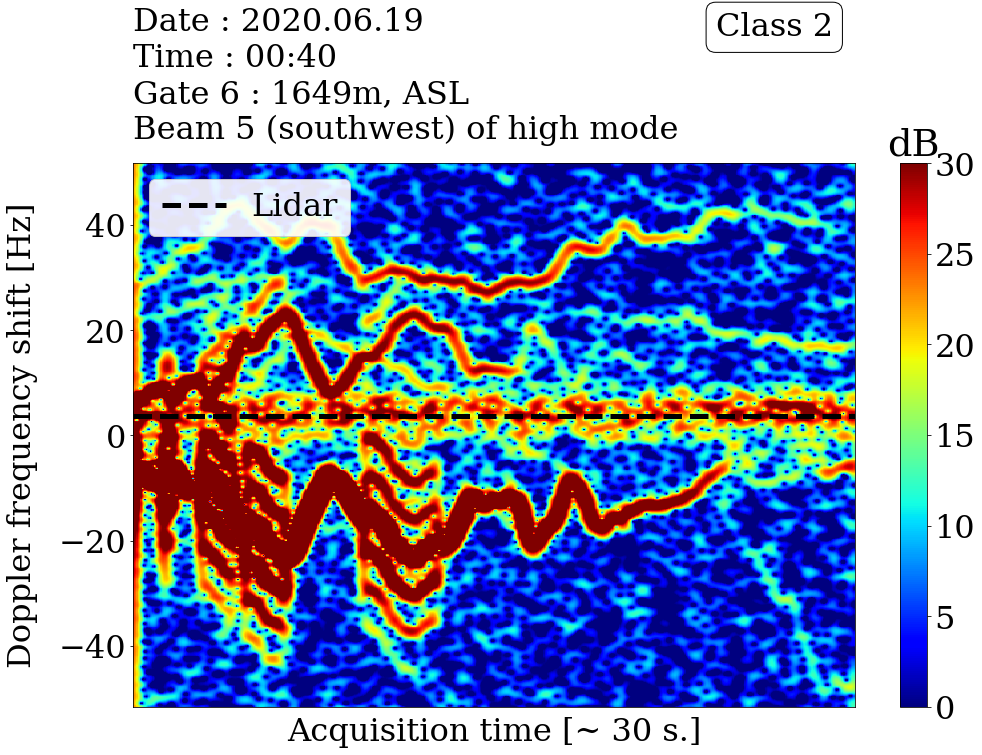 Date : 2020.06.19
Class 2
Time : 00:40
Gate 6 : 1649m, ASL
Beam 5 (southwest) of high mode
dB
Lidar
Doppler frequency shift [Hz]
40
20
0
−20
−40
30
25
20
15
10
5
0
Acquisition time [~ 30 s.]